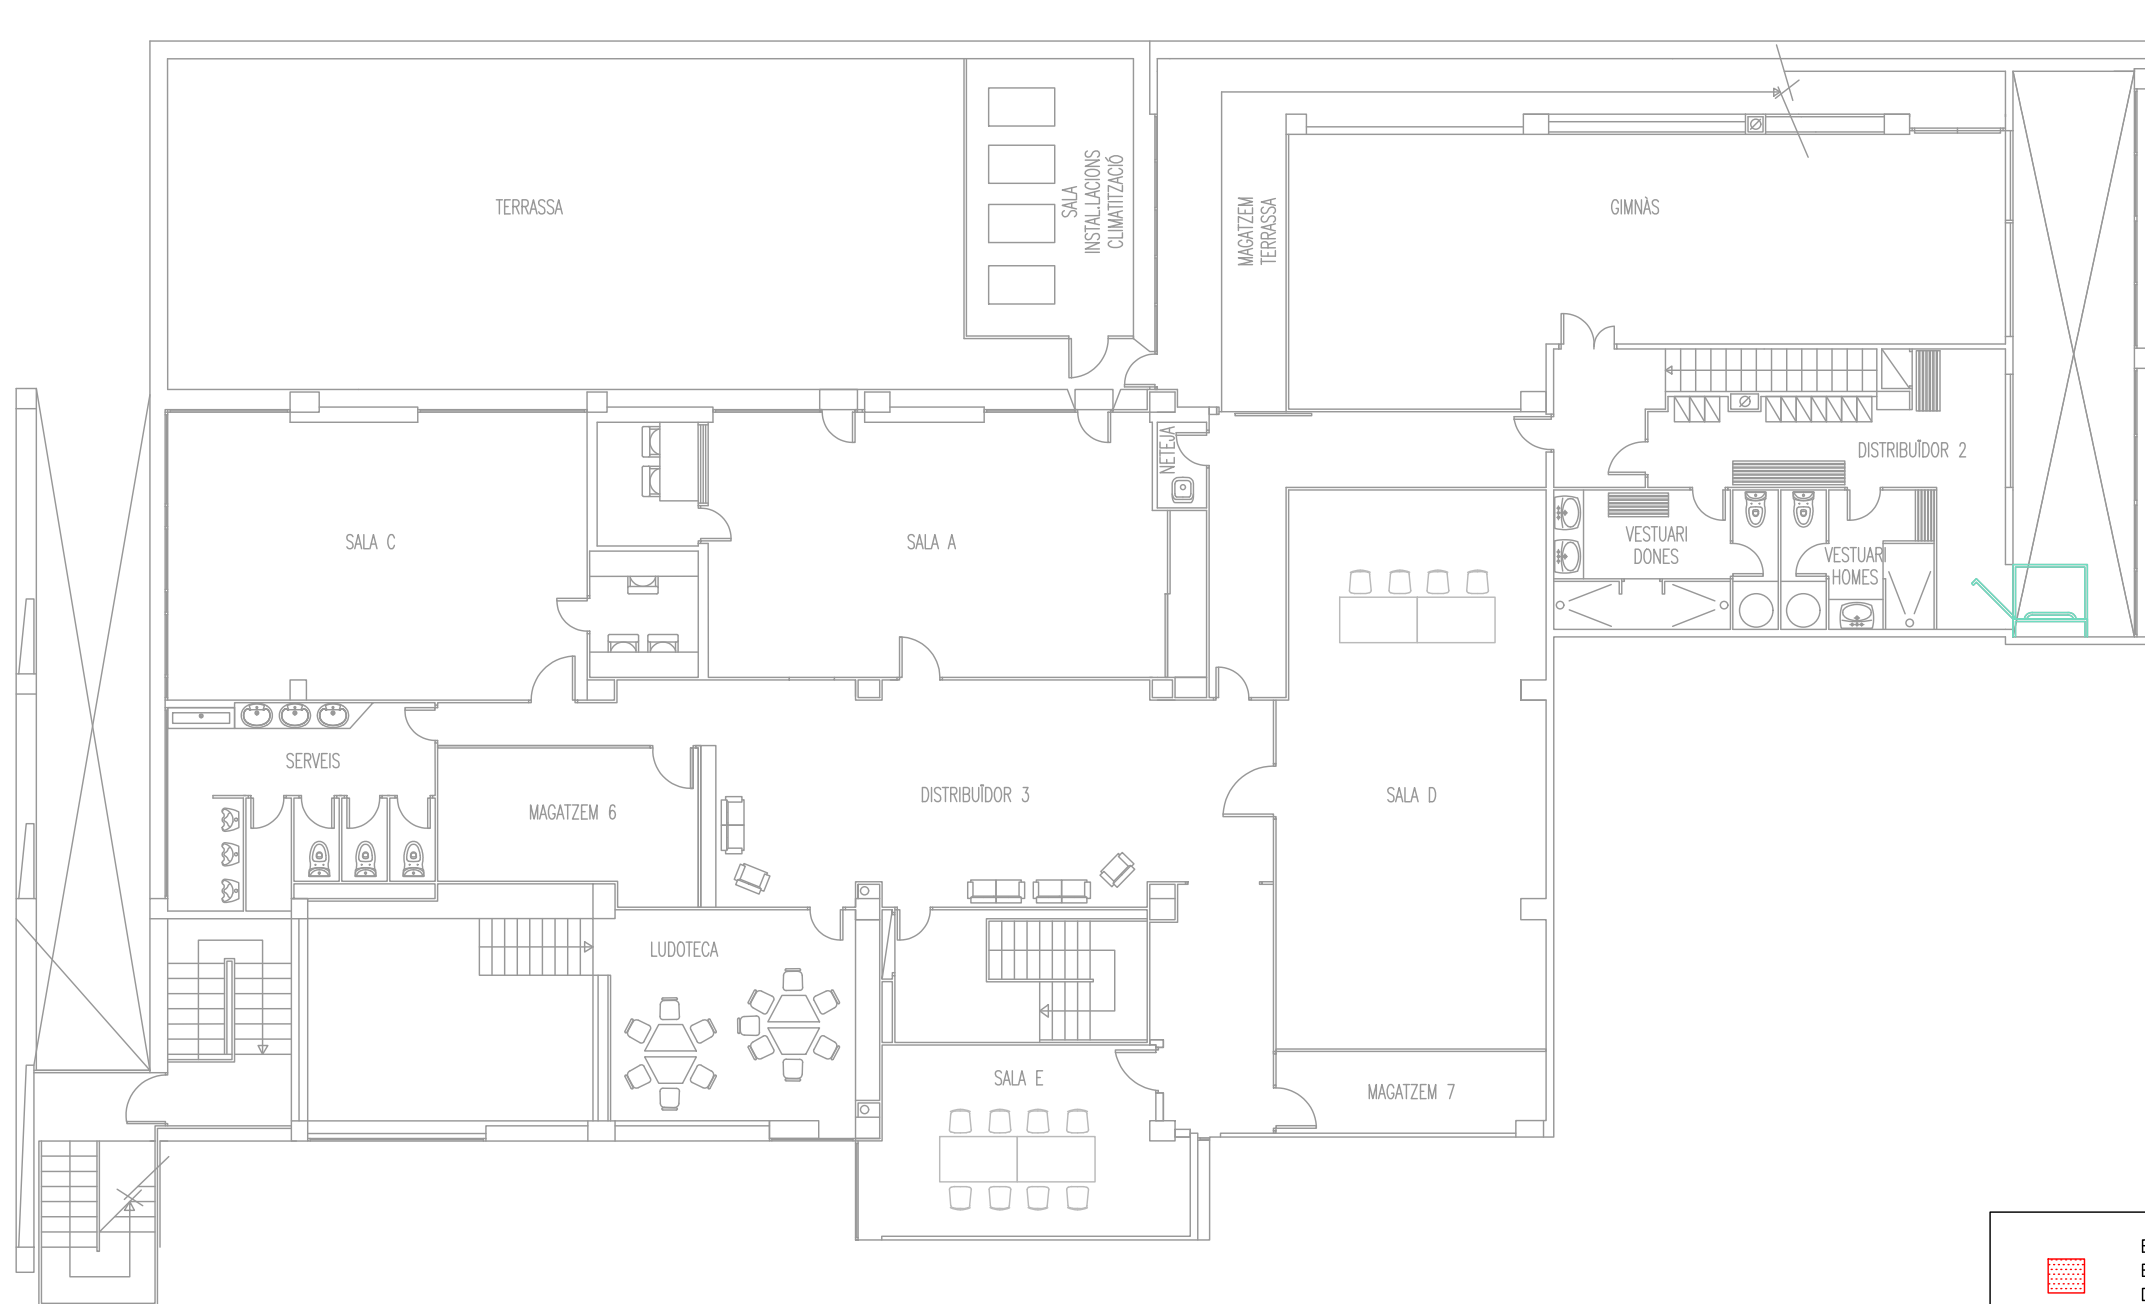 TERRASSA
SALA
INSTAL.LACIONS
CLIMATITZACIÓ
MAGATZEM
TERRASSA
GIMNÀS
NETEJA
DISTRIBUÏDOR 2
SALA C
SALA A
VESTUARI
DONES
VESTUARI
HOMES
SERVEIS
MAGATZEM 6
DISTRIBUÏDOR 3
SALA D
LUDOTECA
SALA E
MAGATZEM 7